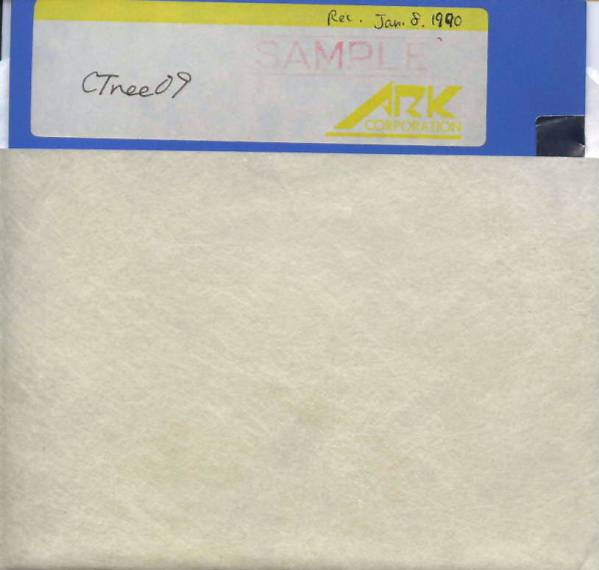 Rec. Jan. 8. 1990
SAMPLE
CTree09
ARK
CORPORATION